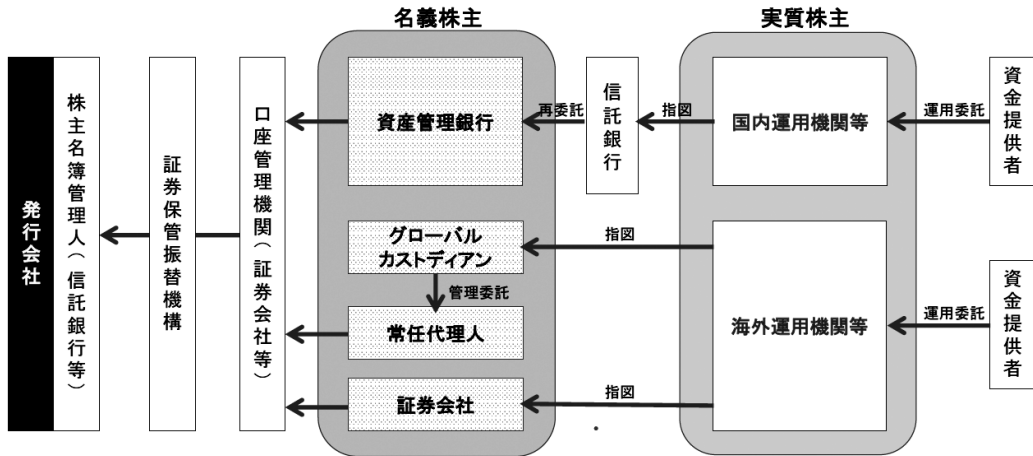 名義株主
実質株主
発行会社
株主名簿管理人（信託銀行等）
証券保管振替機構
口座管理機関（証券会社等）
資産管理銀行
再委託
信託銀行
指図
国内運用機関等
運用委託
資金提供者
グローバル
カストディアン
指図
管理委託
常任代理人
海外運用機関等
運用委託
資金提供者
証券会社
指図